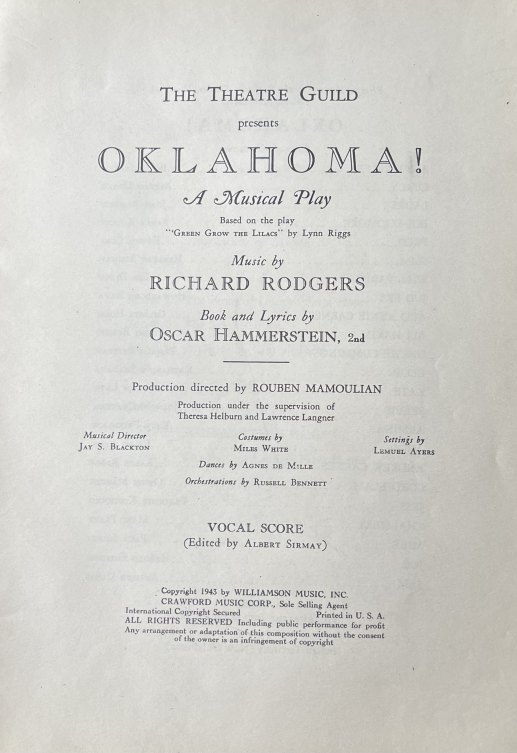 THE THEATRE GUILD
presents
OKLAHOMA!
A Musical Play
Based on the play
"GREEN GROW THE LILACS" by LYNN RIGGS
Music by
RICHARD RODGERS
Book and Lyrics by
OSCAR HAMMERSTEIN, 2nd
Production directed by ROUBEN MAMOULIAN
Production under the supervision of
Theresa Helburn and Lawrence Langner
Musical Director
JAY S. BLACKTON
Costumes by
MILES WHITE
Settings by
LEMUEL AYERS
Dances by AGNES DE MILLE
Orchestrations by RUSSELL BENNETT
VOCAL SCORE
(Edited by ALBERT SIRMAY)
Copyright 1943 by WILLIAMSON MUSIC, INC.
CRAWFORD MUSIC CORP., Sole Selling Agent
International Copyright Secured Printed in U. S. A.
ALL RIGHTS RESERVED Including public performance for profit
Any arrangement or adaptation of this composition without the consent
of the owner is an infringement of copyright